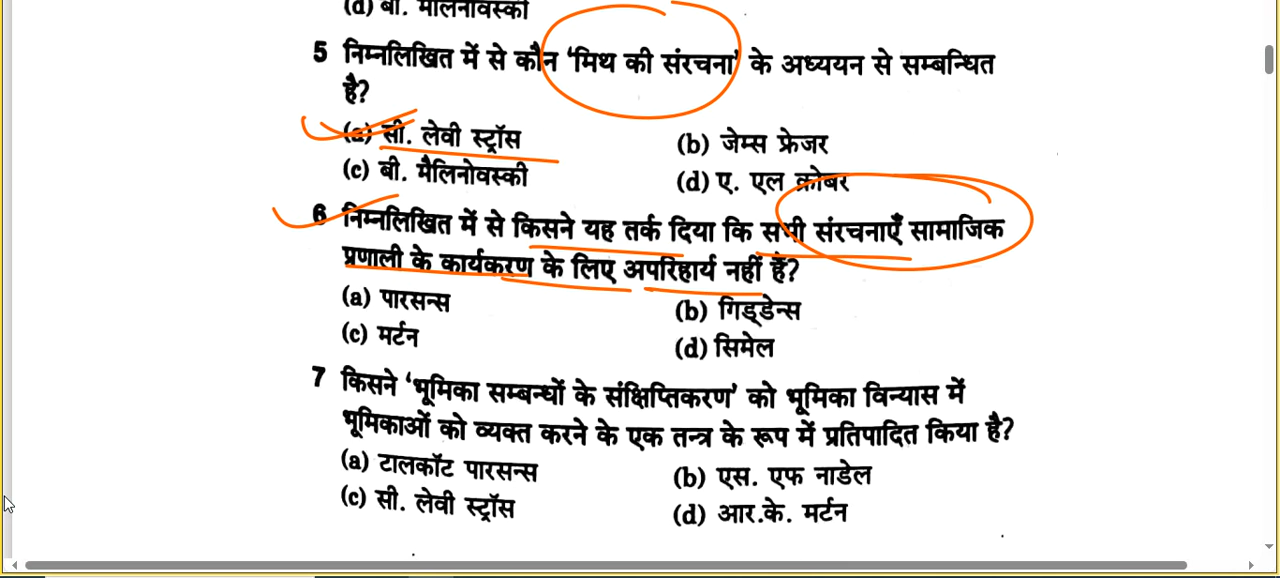 (d) बी. मैलिनोवस्की
5 निम्नलिखित में से कौन 'मिथ की संरचना' के अध्ययन से सम्बन्धित
है?
(a) सी. लेवी स्ट्रॉस (b) जेम्स फ्रेजर
(c) बी. मैलिनोवस्की (d) ए. एल क्रोबर
6 निम्नलिखित में से किसने यह तर्क दिया कि सभी संरचनाएँ सामाजिक
प्रणाली के कार्यकरण के लिए अपरिहार्य नहीं हैं?
(a) पारसन्स (b) गिड्डेन्स
(c) मर्टन (d) सिमेल
7 किसने 'भूमिका सम्बन्धों के संक्षिप्तिकरण' को भूमिका विन्यास में
भूमिकाओं को व्यक्त करने के एक तन्त्र के रूप में प्रतिपादित किया है?
(a) टालकॉट पारसन्स (b) एस. एफ नाडेल
(c) सी. लेवी स्ट्रॉस (d) आर.के. मर्टन